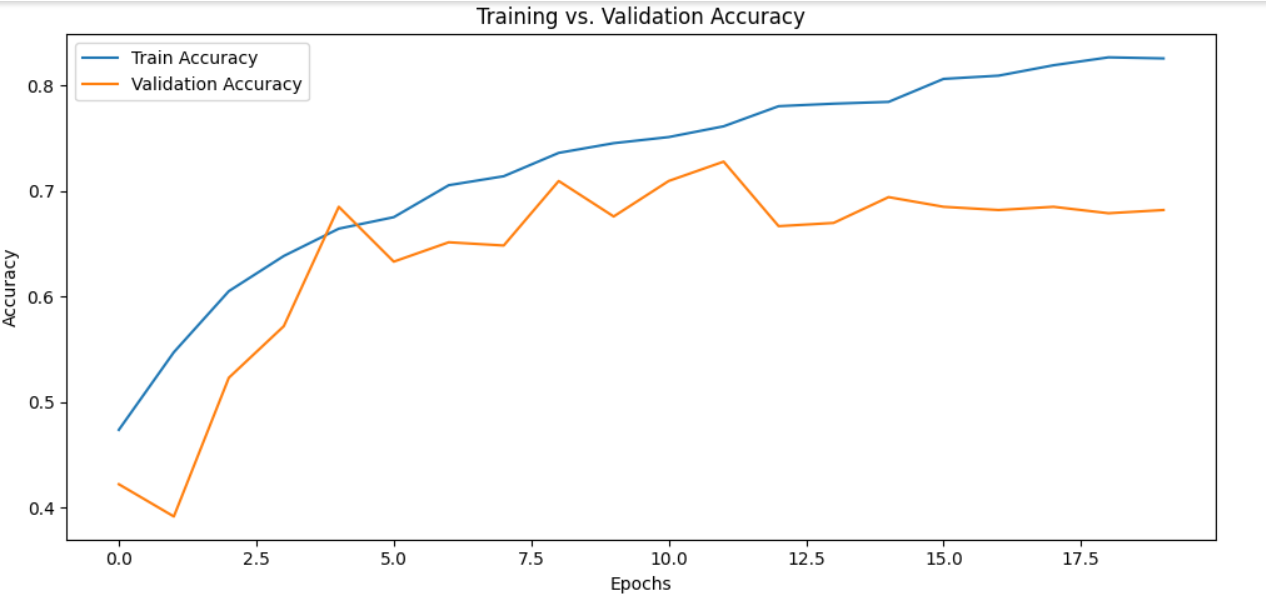 Training vs. Validation Accuracy
Train Accuracy
Validation Accuracy
0.8
0.7
0.6
0.5
0.4
Accuracy
0.0 2.5 5.0 7.5 10.0 12.5 15.0 17.5
Epochs